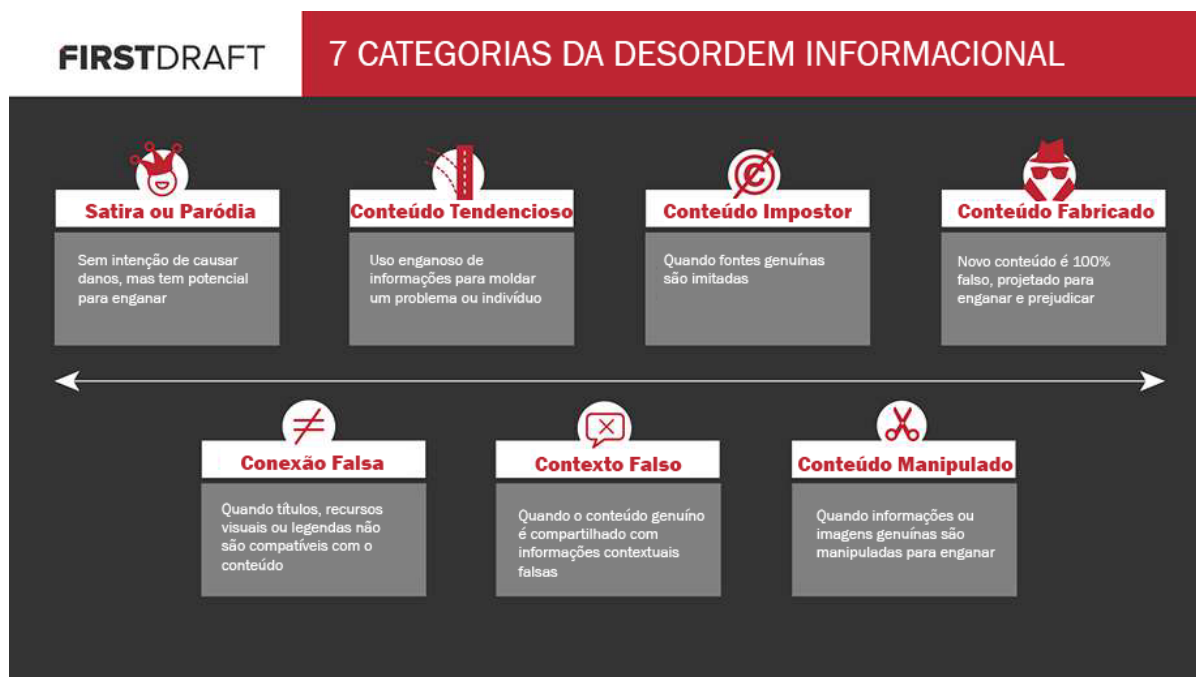 FIRSTDRAFT
7 CATEGORIAS DA DESORDEM INFORMACIONAL
Satira ou Paródia
Sem intenção de causar
danos, mas tem potencial
para enganar
Conteúdo Tendencioso
Uso enganoso de
informações para moldar
um problema ou indivíduo
Conteúdo Impostor
Quando fontes genuínas
são imitadas
Conteúdo Fabricado
Novo conteúdo é 100%
falso, projetado para
enganar e prejudicar
Conexão Falsa
Quando títulos, recursos
visuais ou legendas não
são compatíveis com o
conteúdo
Contexto Falso
Quando o conteúdo genuíno
é compartilhado com
informações contextuais
falsas
Conteúdo Manipulado
Quando informações ou
imagens genuínas são
manipuladas para enganar